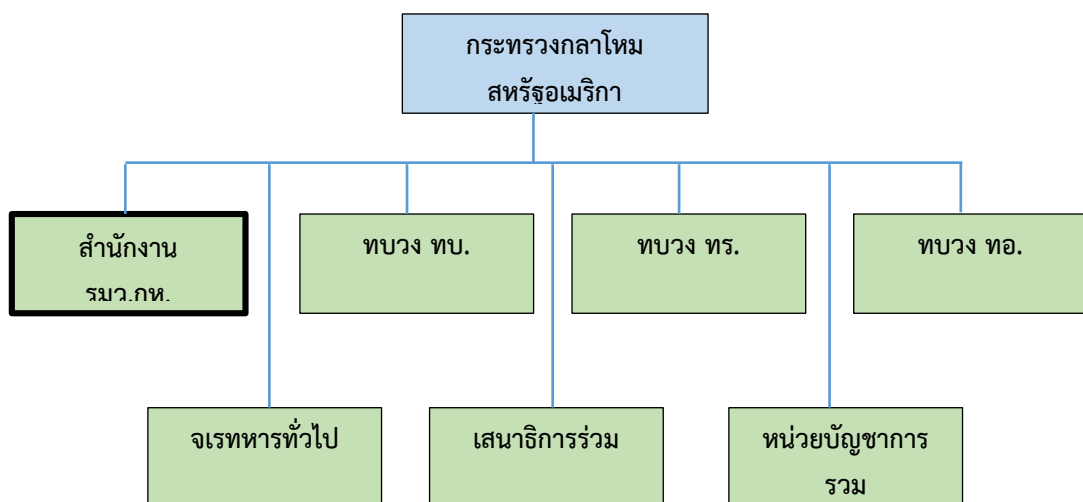 กระทรวงกลาโหม
สหรัฐอเมริกา
สำนักงาน
รมว.กห.
ทบวง ทบ.
ทบวง ทร.
ทบวง ทอ.
จเรทหารทั่วไป
เสนาธิการร่วม
หน่วยบัญชาการ
รวม